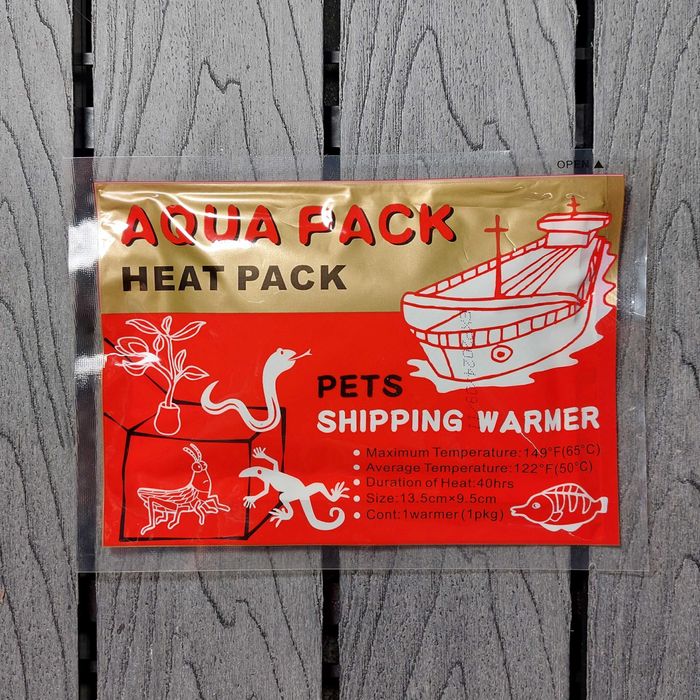 OPEN ▲
AQUA PACK
HEAT PACK
PETS
SHIPPING WARMER
● Maximum Temperature:149°F(65°C)
● Average Temperature:122°F(50°C)
● Duration of Heat:40hrs
● Size:13.5cm×9.5cm
● Cont:1warmer(1pkg)